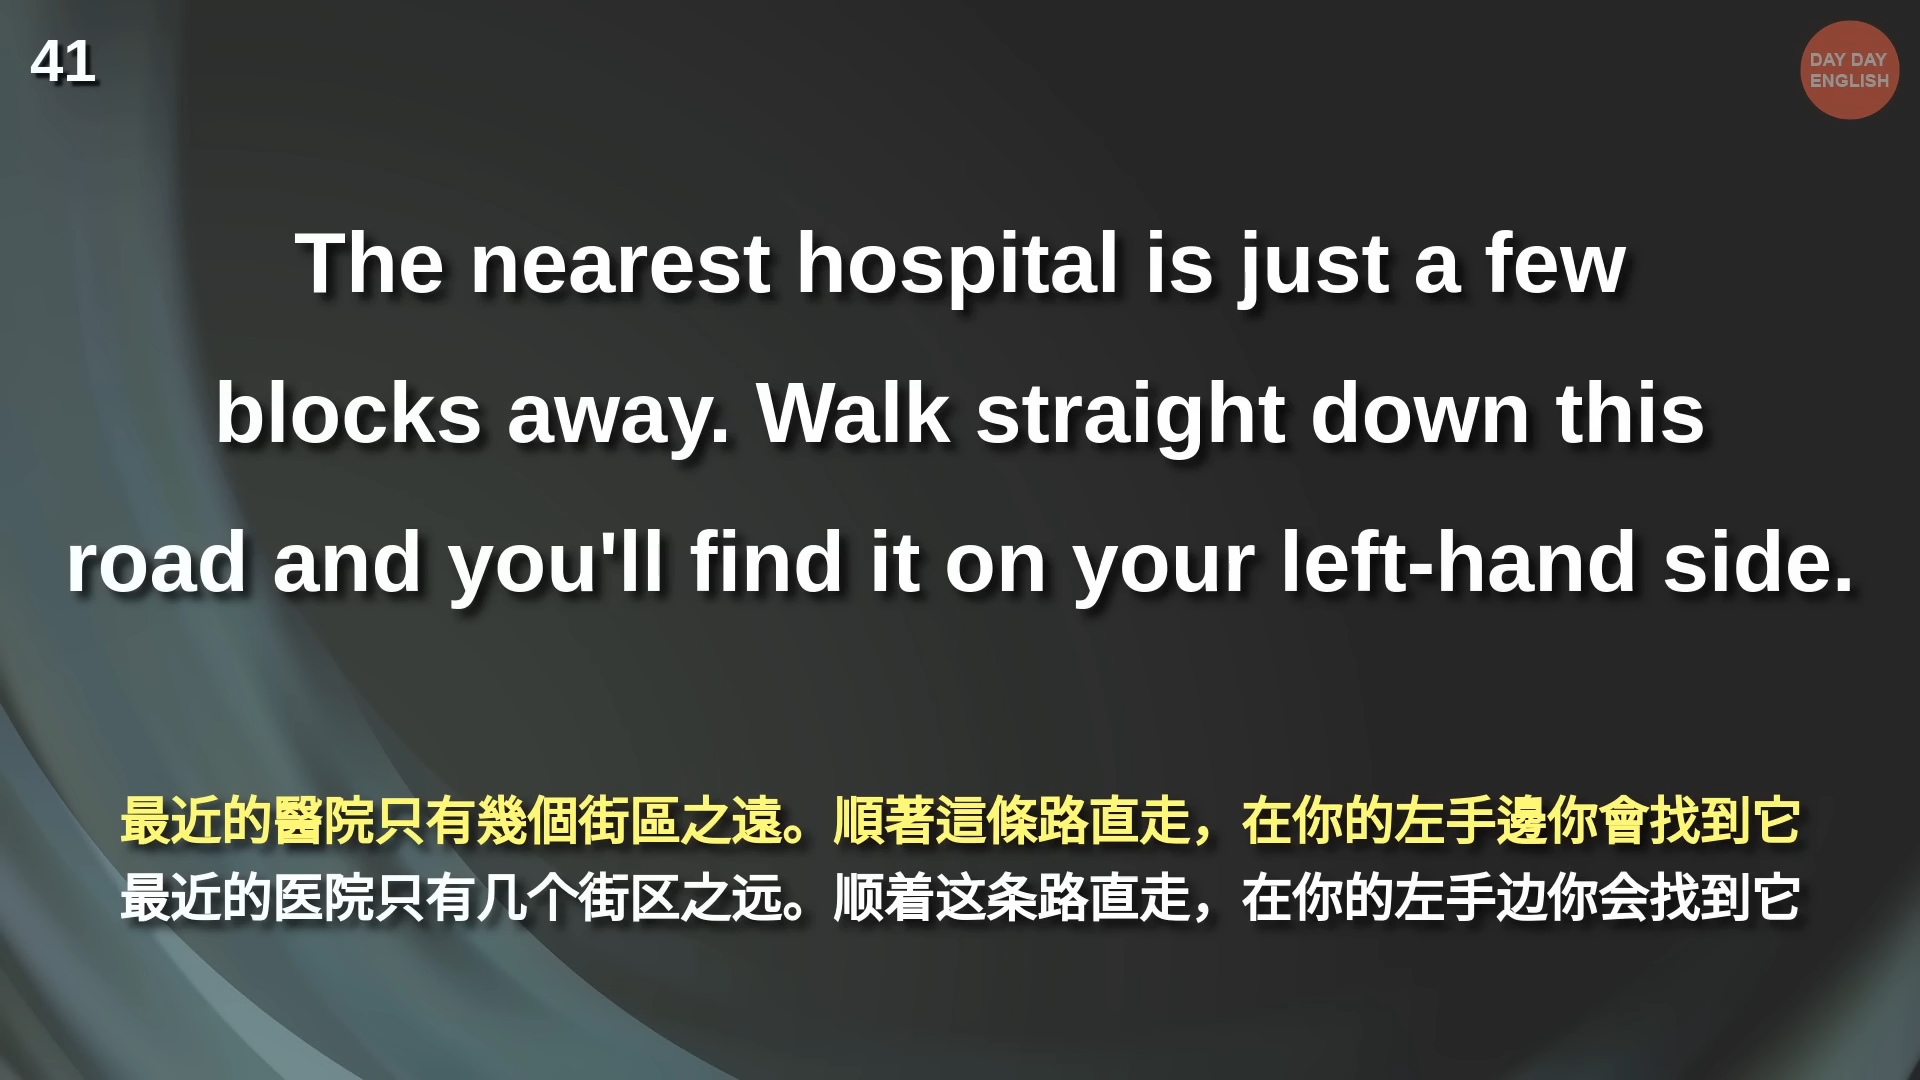 41
DAY DAY
ENGLISH
The nearest hospital is just a few
blocks away. Walk straight down this
road and you'll find it on your left-hand side.
最近的醫院只有幾個街區之遠。順著這條路直走，在你的左手邊你會找到它
最近的医院只有几个街区之远。顺着这条路直走，在你的左手边你会找到它